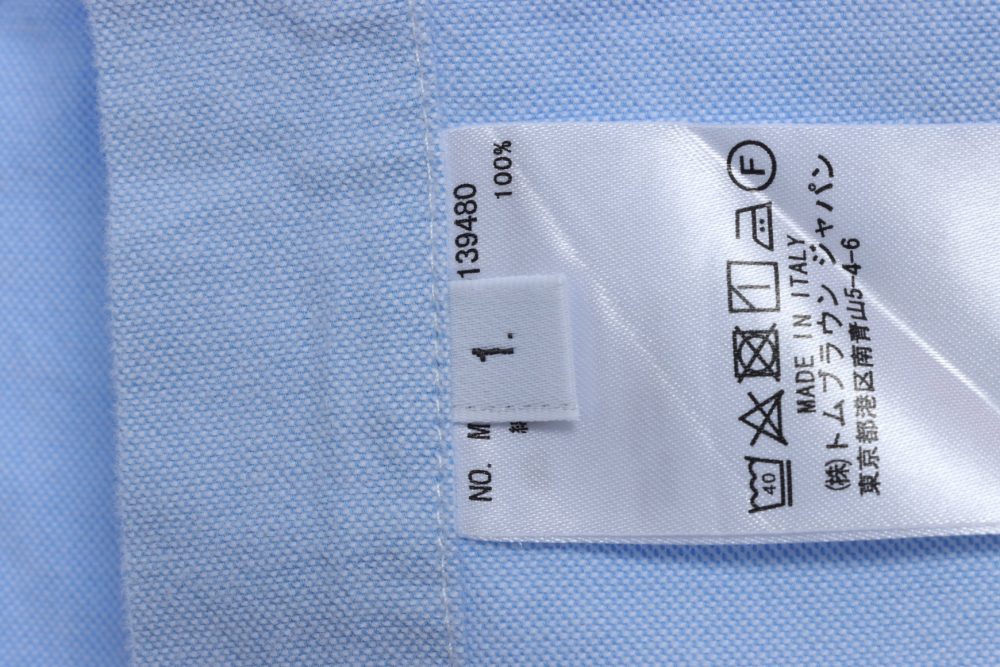 NO. M 139480
100%
1.
40
F
MADE IN ITALY
(株)トムブラウン ジャパン
東京都港区南青山5-4-6